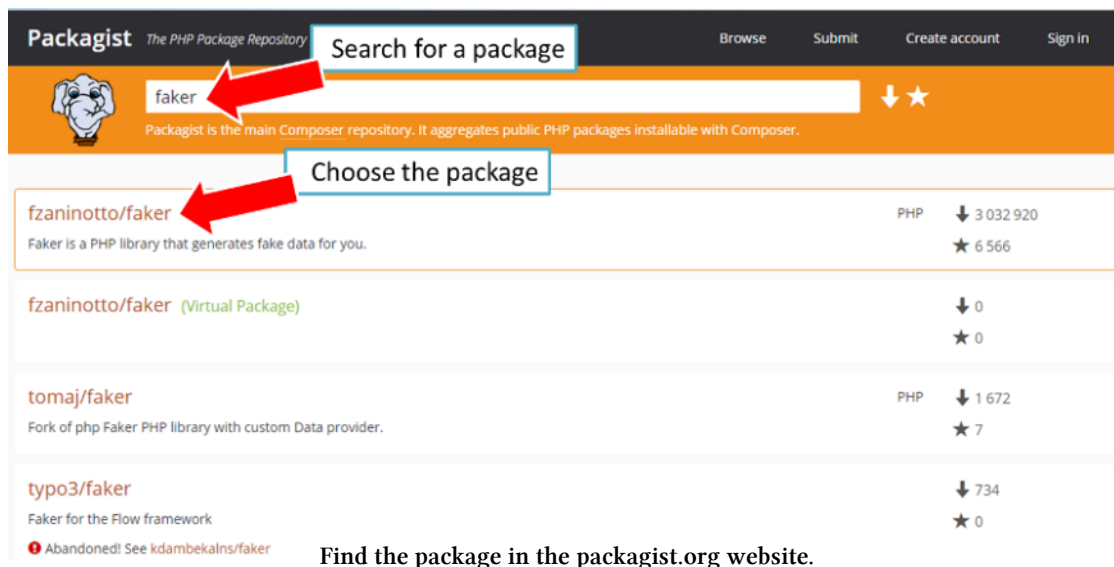 Packagist The PHP Package Repository Browse Submit Create account Sign in
Search for a package
faker
Packagist is the main Composer repository. It aggregates public PHP packages installable with Composer.
Choose the package
fzaninotto/faker PHP 3 032 920
Faker is a PHP library that generates fake data for you. 6 566
fzaninotto/faker (Virtual Package) 0
0
tomaj/faker PHP 1 672
Fork of php Faker PHP library with custom Data provider. 7
typo3/faker 734
Faker for the Flow framework 0
Abandoned! See kdambekalns/faker
Find the package in the packagist.org website.